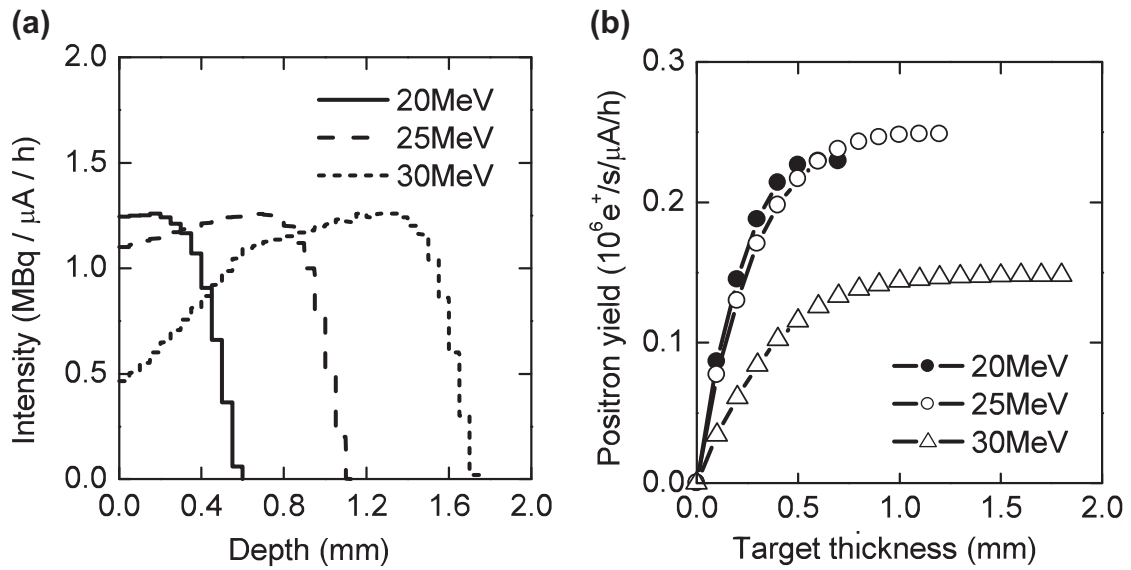 (a)
2.0
1.5
1.0
0.5
0.0
Intensity (MBq / μA / h)
20MeV
25MeV
30MeV
0.0 0.4 0.8 1.2 1.6 2.0
Depth (mm)
(b)
0.3
0.2
0.1
0.0
Positron yield (10⁶e⁺/s/μA/h)
20MeV
25MeV
30MeV
0.0 0.5 1.0 1.5 2.0
Target thickness (mm)